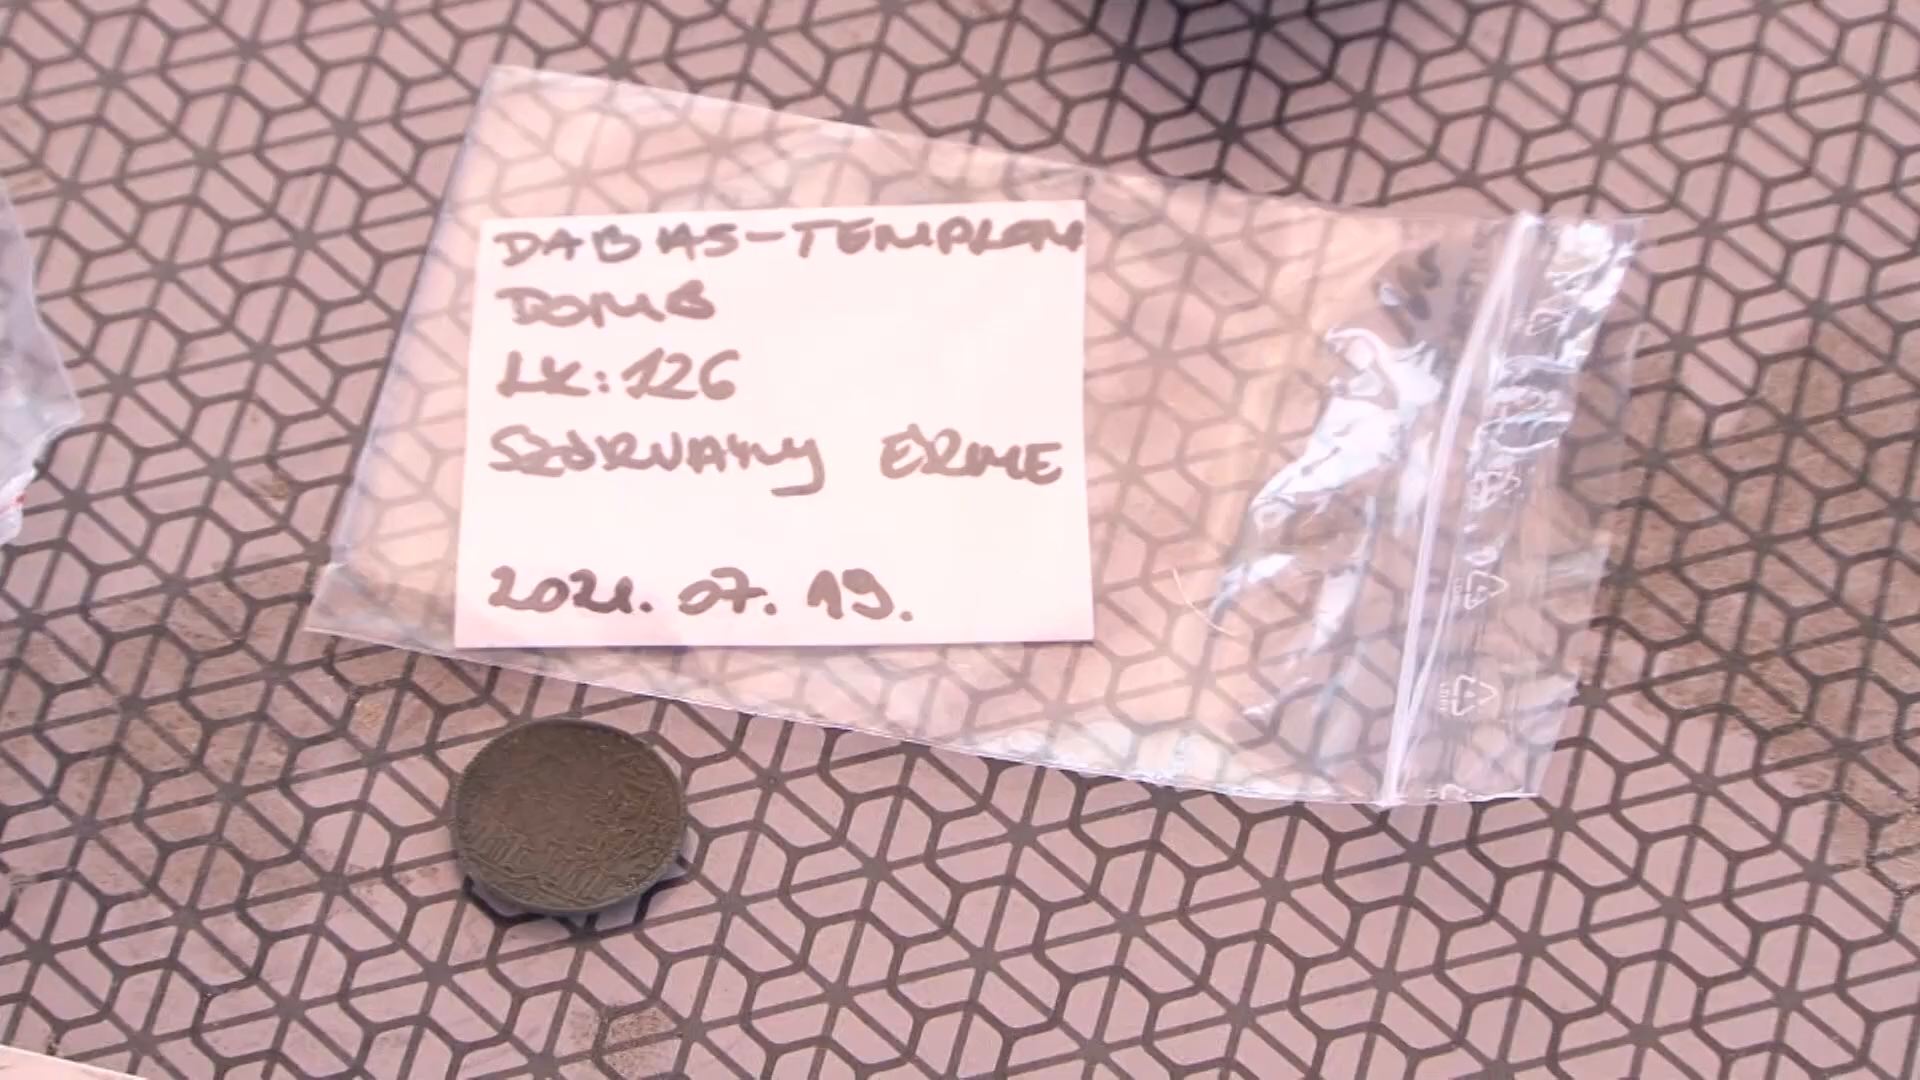 DABAS-TEMPLOM
DOMB
LK: 126
SZÓRVÁNY ÉRME
2021. 07. 19.